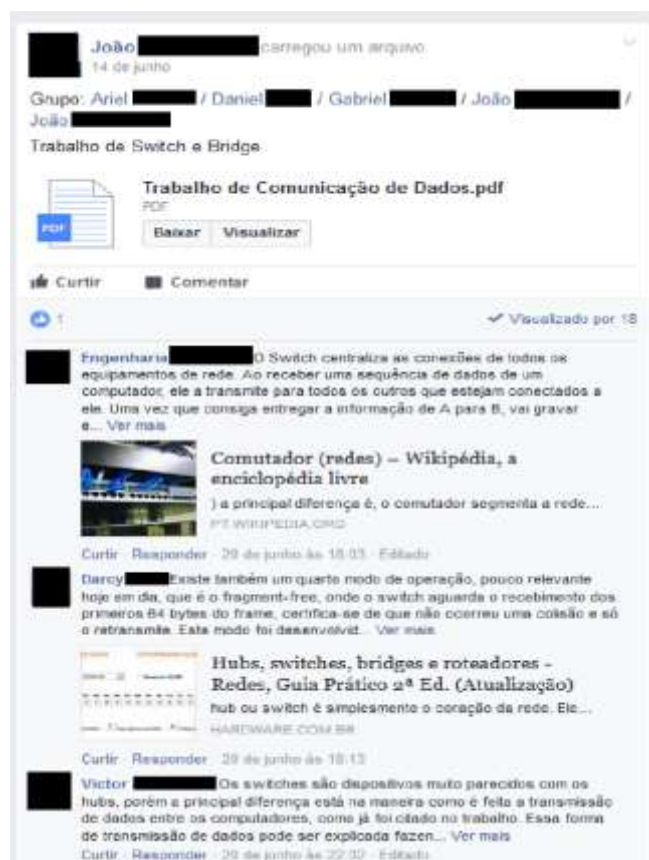 João carregou um arquivo.
14 de junho
Grupo: Ariel / Daniel / Gabriel / João /
João
Trabalho de Switch e Bridge
Trabalho de Comunicação de Dados.pdf
PDF
PDF
Baixar Visualizar
Curtir Comentar
1 Visualizado por 18
Engenharia O Switch centraliza as conexões de todos os
equipamentos de rede. Ao receber uma sequência de dados de um
computador, ele a transmite para todos os outros que estejam conectados a
ele. Uma vez que consiga entregar a informação de A para B, vai gravar
e... Ver mais
Comutador (redes) – Wikipédia, a
enciclopédia livre
) a principal diferença é, o comutador segmenta a rede...
PT.WIKIPEDIA.ORG
Curtir · Responder · 29 de junho às 18:03 · Editado
Darcy Existe também um quarto modo de operação, pouco relevante
hoje em dia, que é o fragment-free, onde o switch aguarda o recebimento dos
primeiros 64 bytes do frame, certifica-se de que não ocorreu uma colisão e só
o retransmite. Este modo foi desenvolvid... Ver mais
Hubs, switches, bridges e roteadores -
Redes, Guia Prático 2ª Ed. (Atualização)
hub ou switch é simplesmente o coração da rede. Ele...
HARDWARE.COM.BR
Curtir · Responder · 29 de junho às 18:13
Victor Os switches são dispositivos muito parecidos com os
hubs, porém a principal diferença está na maneira como é feita a transmissão
de dados entre os computadores, como já foi citado no trabalho. Essa forma
de transmissão de dados pode ser explicada fazen... Ver mais
Curtir · Responder · 29 de junho às 22:02 · Editado